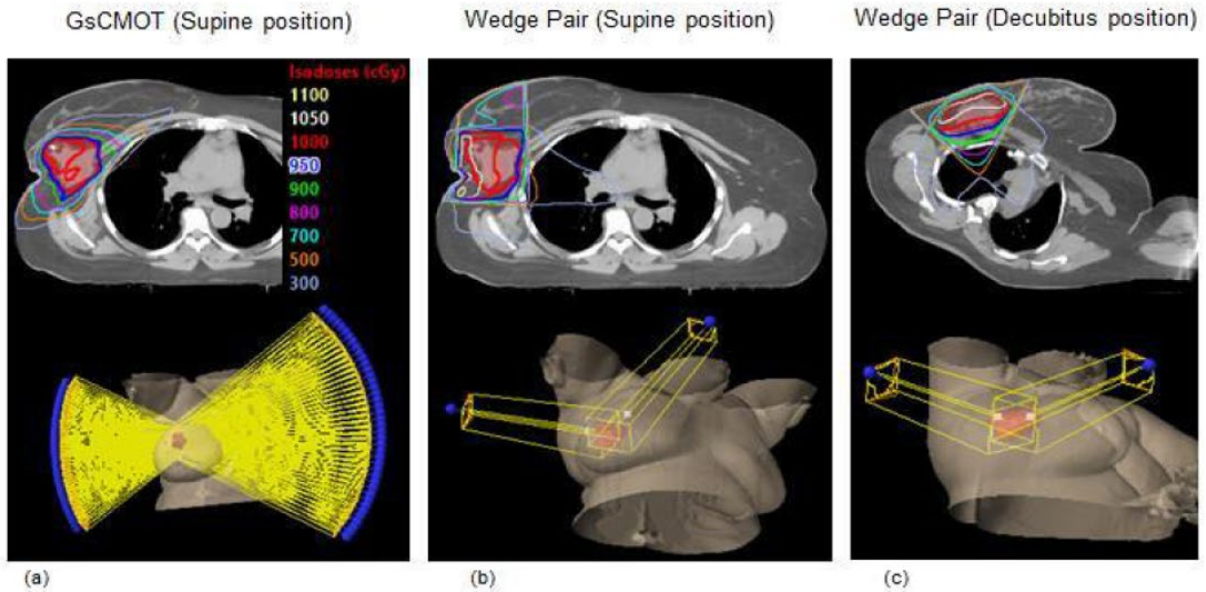 GsCMOT (Supine position)
Wedge Pair (Supine position)
Wedge Pair (Decubitus position)
Isodoses (cGy)
1100
1050
1000
950
900
800
700
500
300
(a)
(b)
(c)